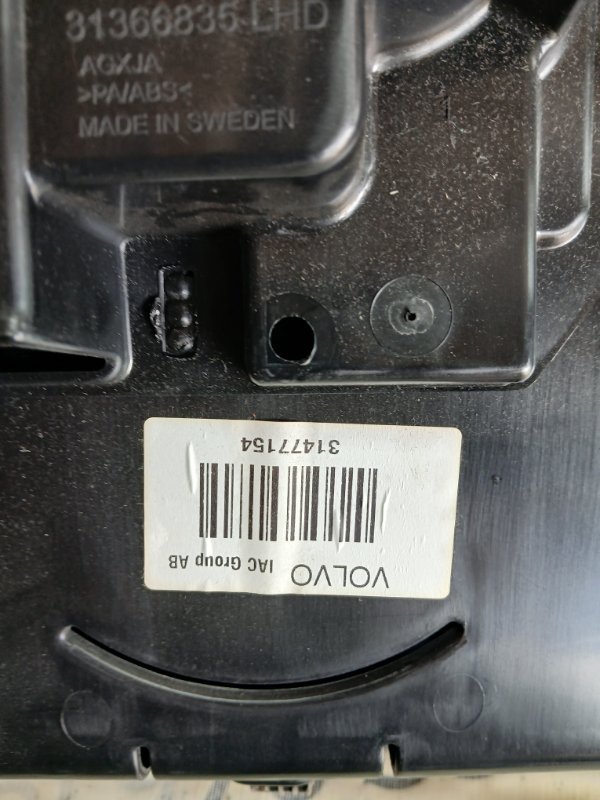 31366835 LHD
AGXJA
>PA/ABS<
MADE IN SWEDEN
VOLVO IAC Group AB
31477154